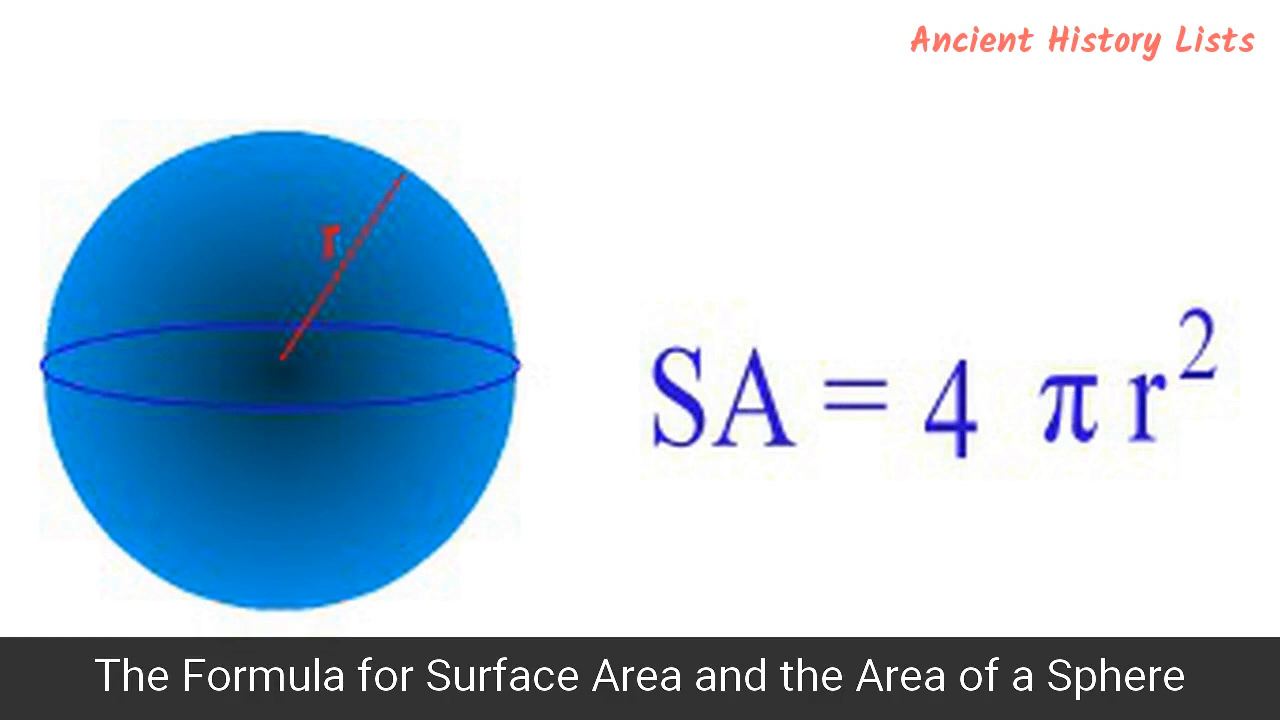 Ancient History Lists
r
SA = 4 π r²
The Formula for Surface Area and the Area of a Sphere